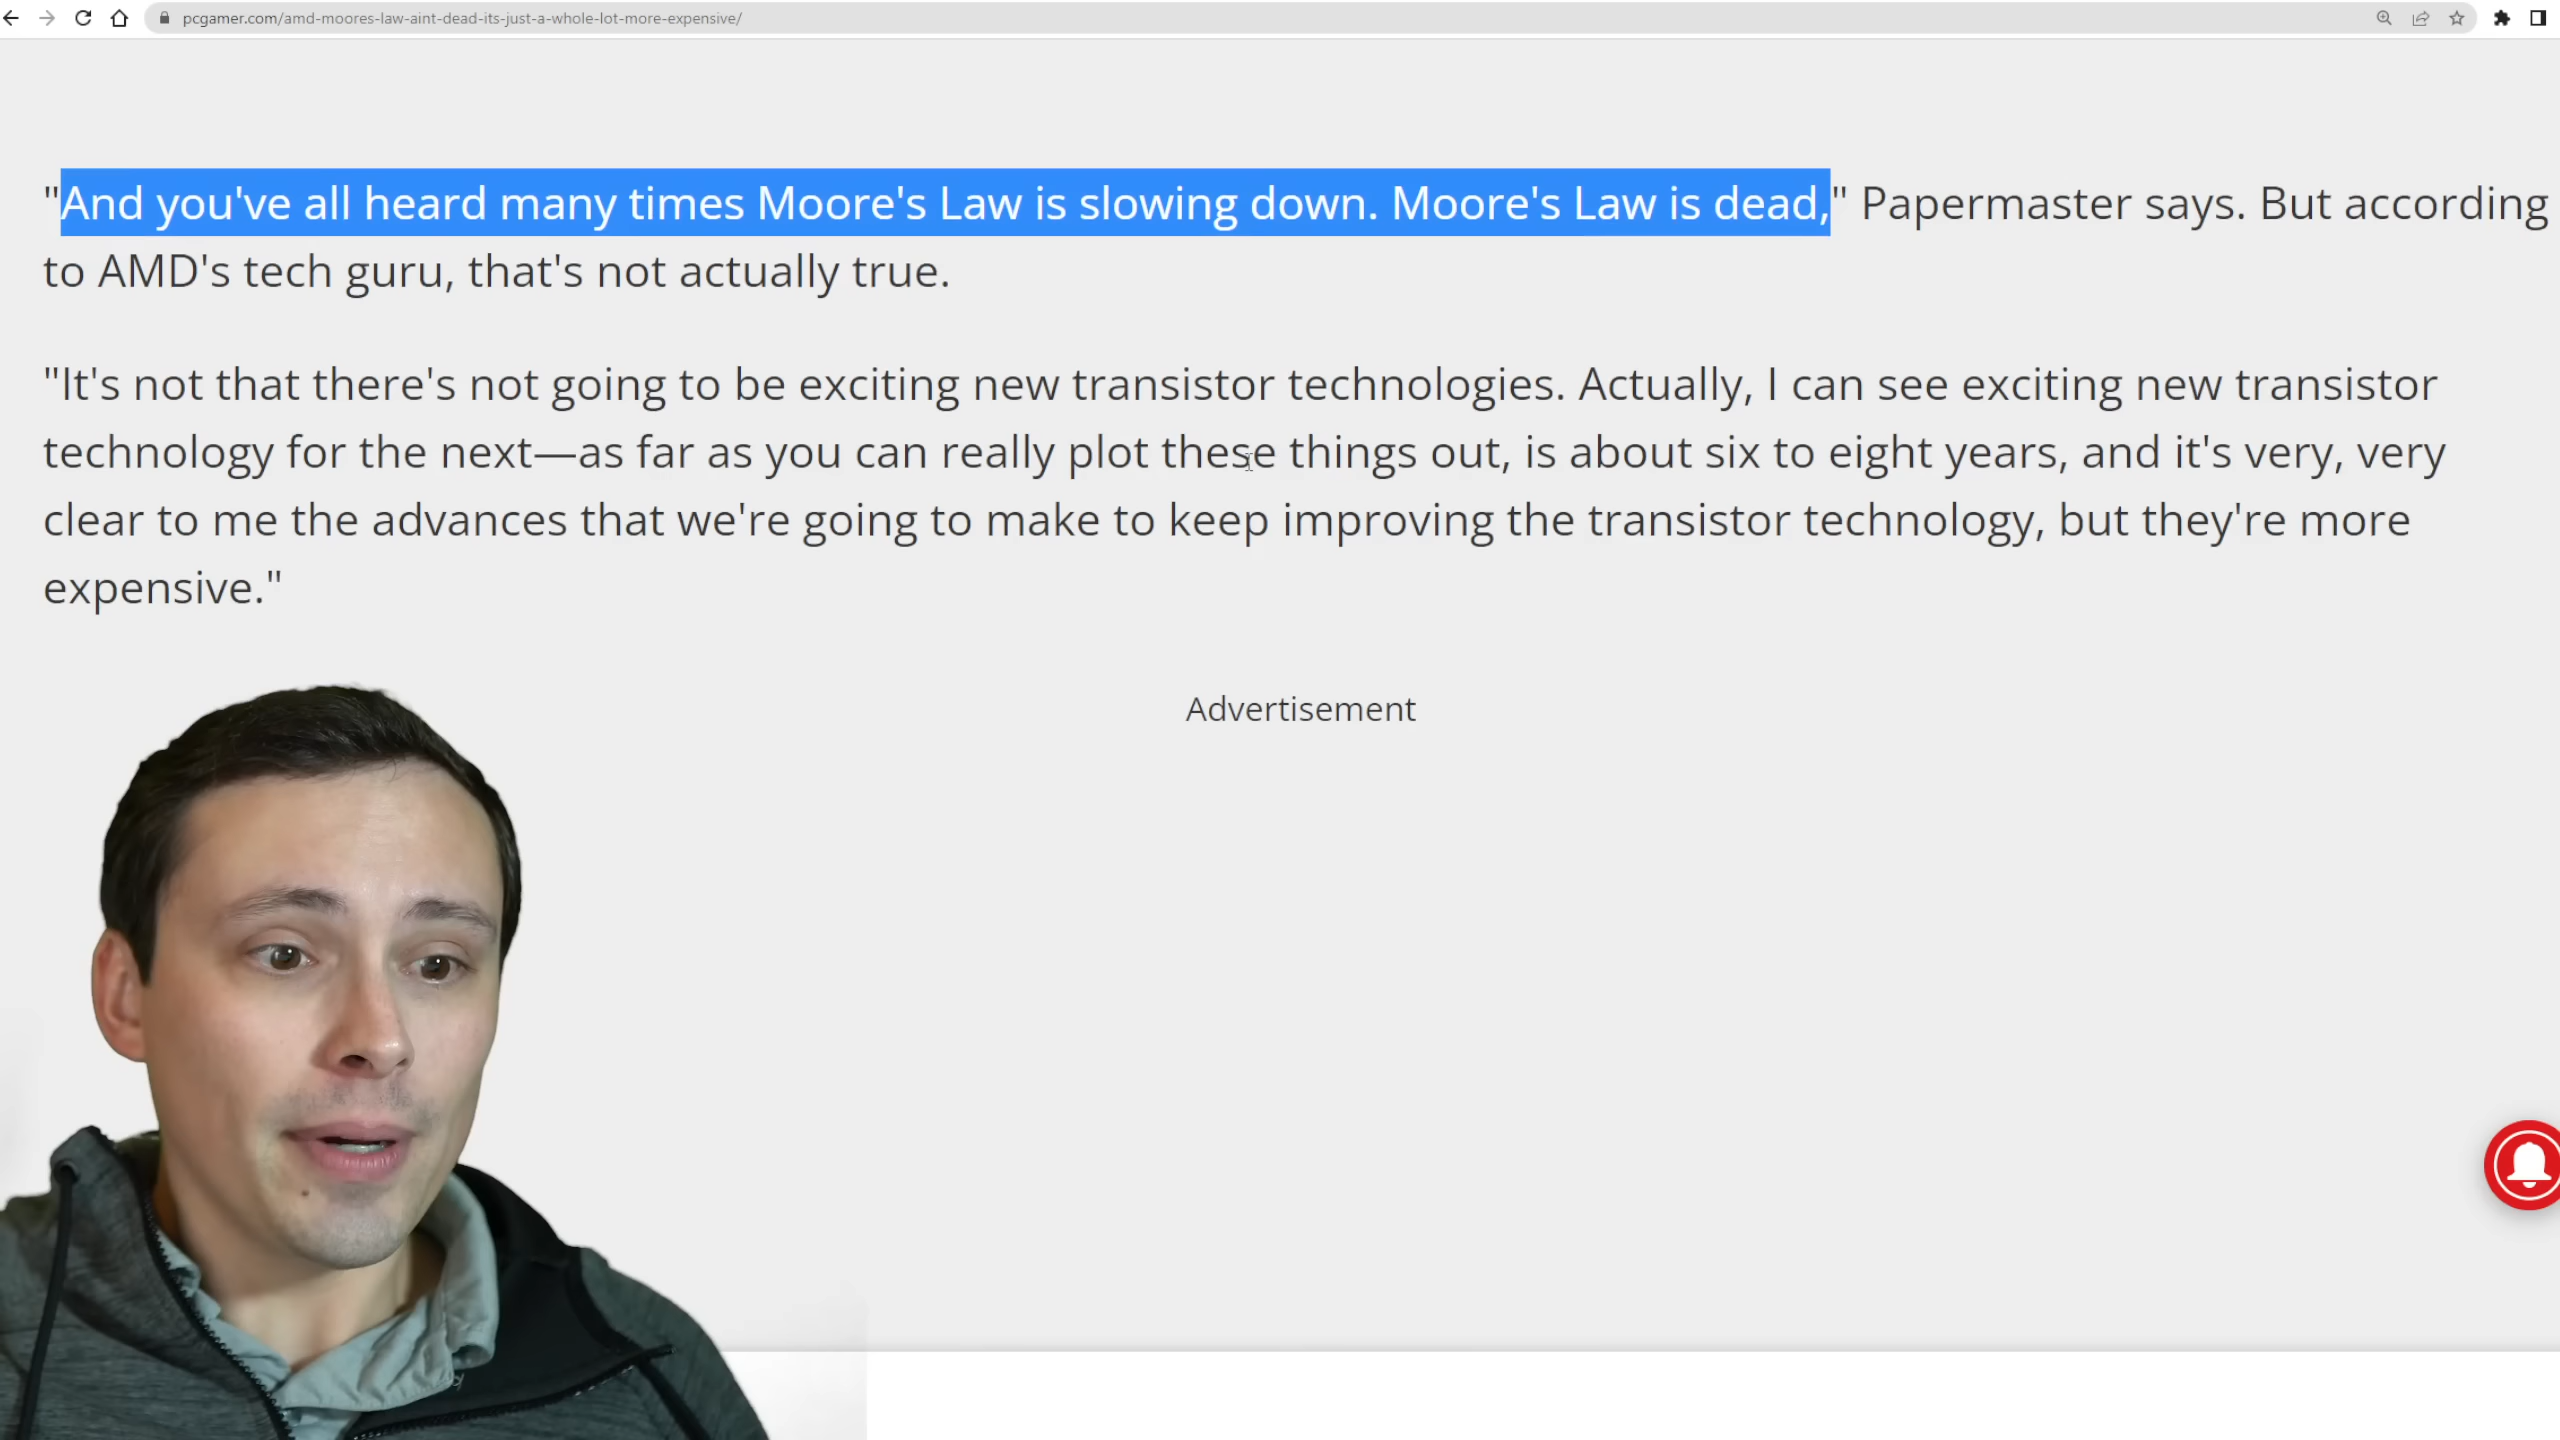 pcgamer.com/amd-moores-law-aint-dead-its-just-a-whole-lot-more-expensive/
"And you've all heard many times Moore's Law is slowing down. Moore's Law is dead," Papermaster says. But according
to AMD's tech guru, that's not actually true.
"It's not that there's not going to be exciting new transistor technologies. Actually, I can see exciting new transistor
technology for the next—as far as you can really plot these things out, is about six to eight years, and it's very, very
clear to me the advances that we're going to make to keep improving the transistor technology, but they're more
expensive."
Advertisement